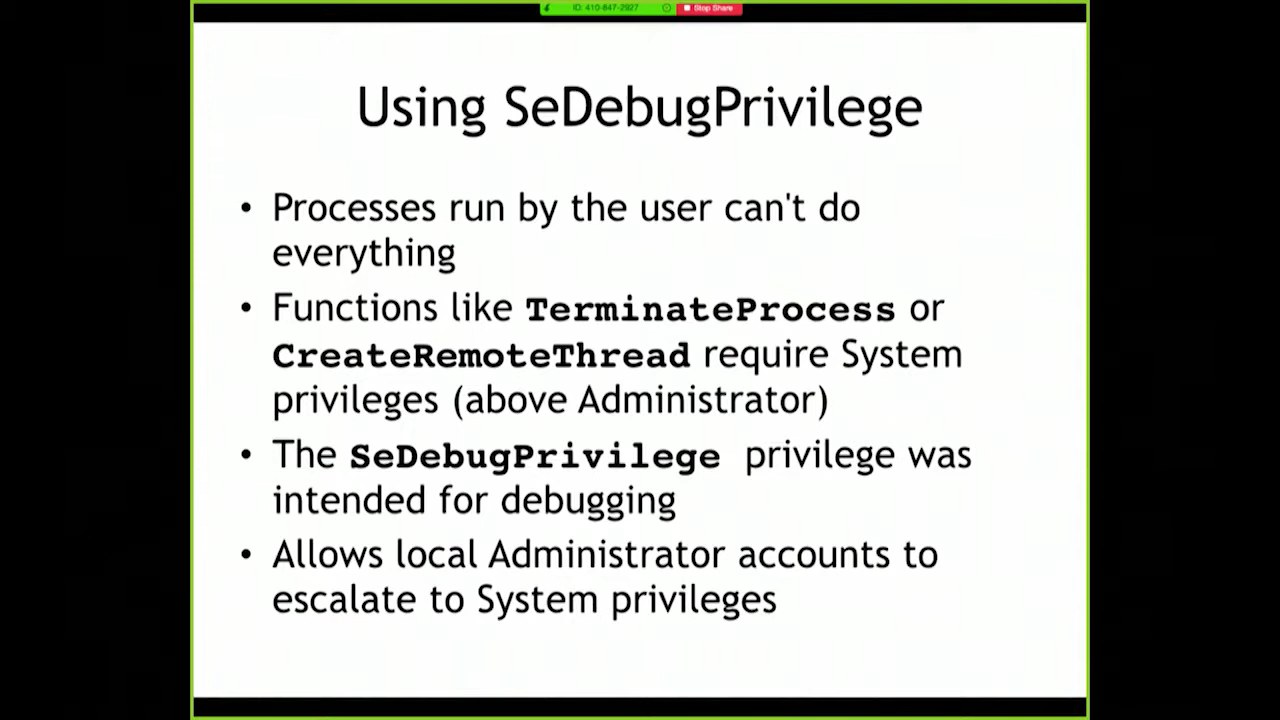 ID: 410-847-2927 Stop Share
Using SeDebugPrivilege
• Processes run by the user can't do
everything
• Functions like TerminateProcess or
CreateRemoteThread require System
privileges (above Administrator)
• The SeDebugPrivilege privilege was
intended for debugging
• Allows local Administrator accounts to
escalate to System privileges